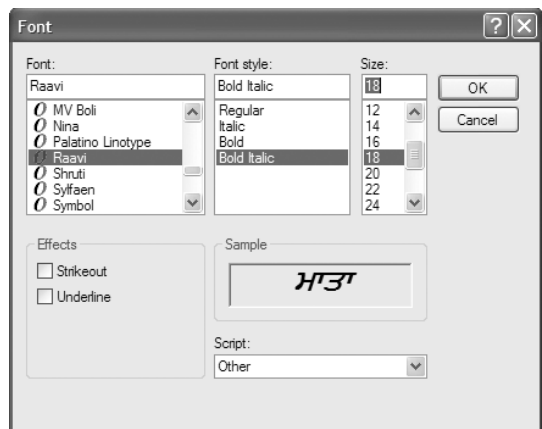 Font
Font:
Raavi
MV Boli
Nina
Palatino Linotype
Raavi
Shruti
Sylfaen
Symbol
Font style:
Bold Italic
Regular
Italic
Bold
Bold Italic
Size:
18
12
14
16
18
20
22
24
OK
Cancel
Effects
Strikeout
Underline
Sample
ਮਾਤਾ
Script:
Other